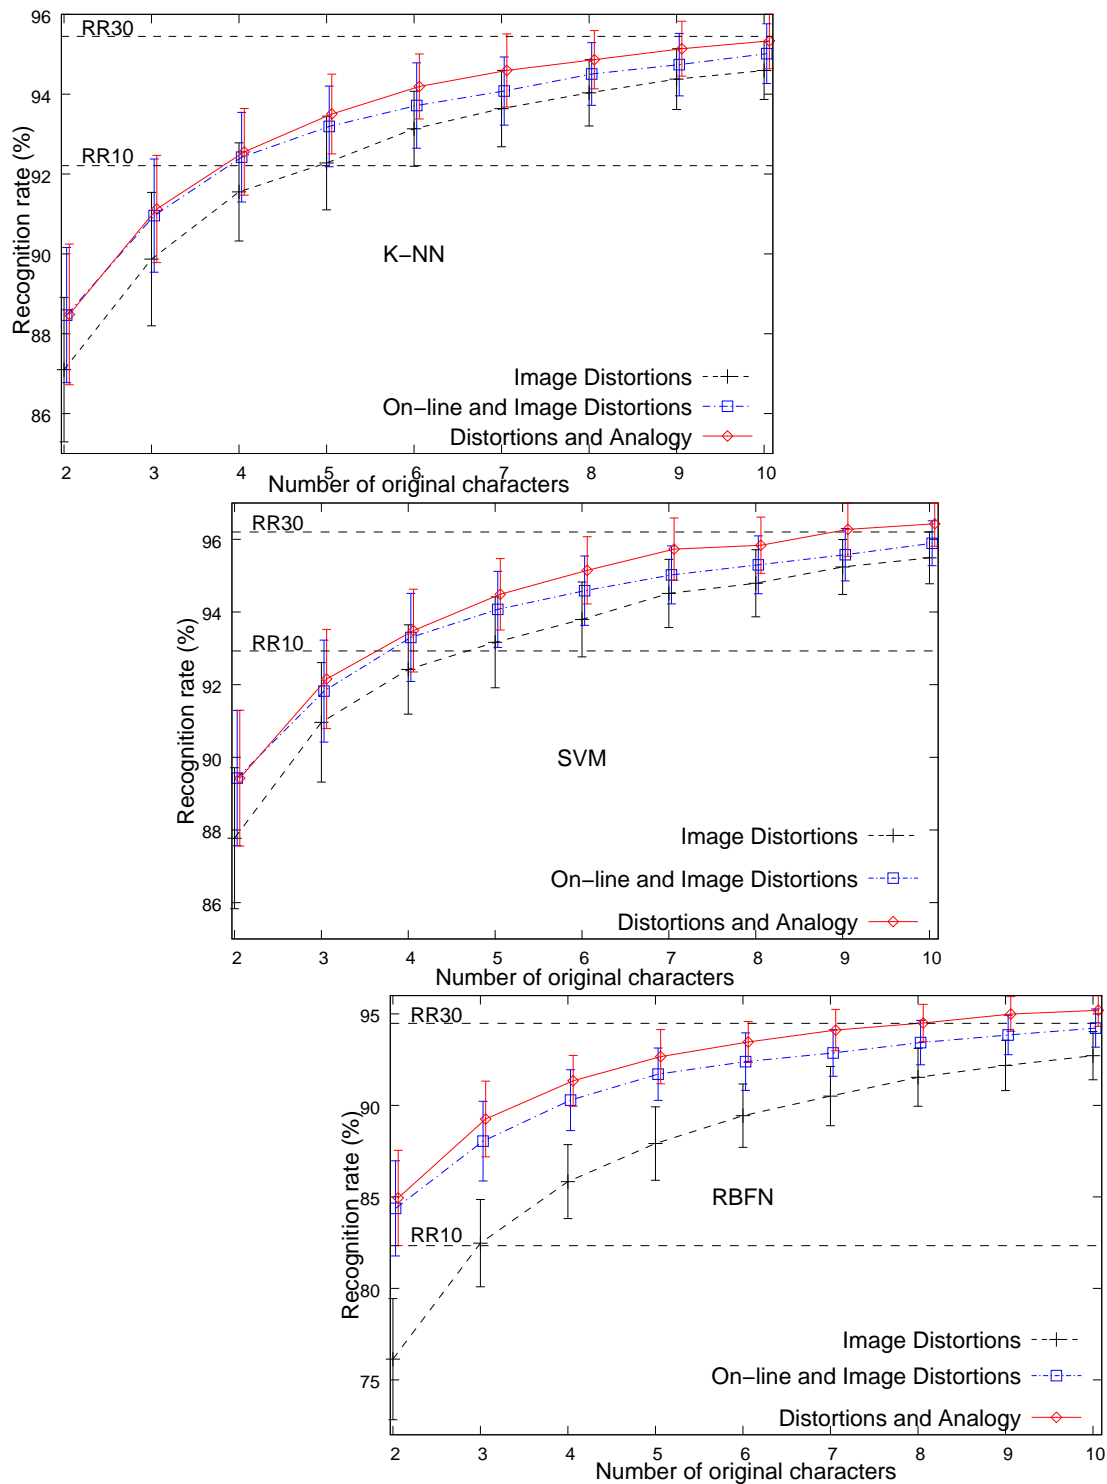 96
RR30
94
RR10
92
90
K−NN
88
86
Recognition rate (%)
Image Distortions
On−line and Image Distortions
Distortions and Analogy
2 3 4 5 6 7 8 9 10
Number of original characters
RR30
96
94
RR10
92
90
SVM
88
86
Recognition rate (%)
Image Distortions
On−line and Image Distortions
Distortions and Analogy
2 3 4 5 6 7 8 9 10
Number of original characters
95
RR30
90
85
RBFN
RR10
80
75
Recognition rate (%)
Image Distortions
On−line and Image Distortions
Distortions and Analogy
2 3 4 5 6 7 8 9 10
Number of original characters